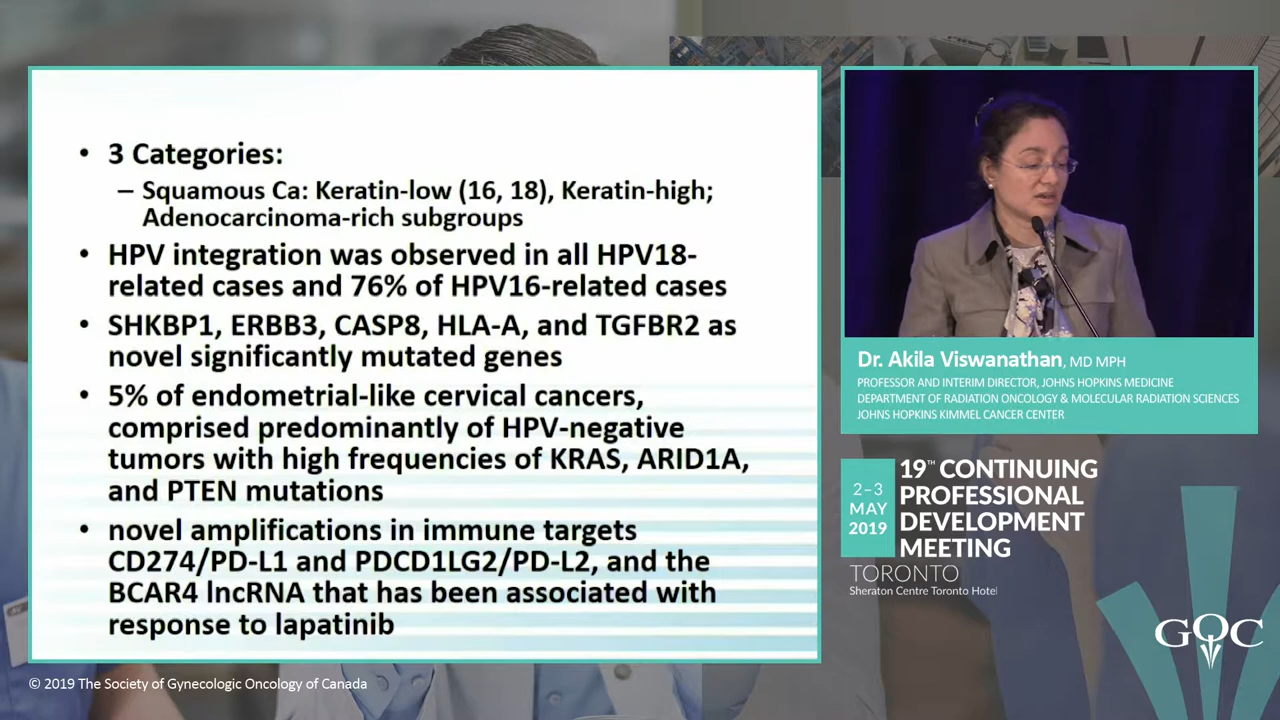 • 3 Categories:
– Squamous Ca: Keratin-low (16, 18), Keratin-high;
Adenocarcinoma-rich subgroups
• HPV integration was observed in all HPV18-
related cases and 76% of HPV16-related cases
• SHKBP1, ERBB3, CASP8, HLA-A, and TGFBR2 as
novel significantly mutated genes
• 5% of endometrial-like cervical cancers,
comprised predominantly of HPV-negative
tumors with high frequencies of KRAS, ARID1A,
and PTEN mutations
• novel amplifications in immune targets
CD274/PD-L1 and PDCD1LG2/PD-L2, and the
BCAR4 lncRNA that has been associated with
response to lapatinib
Dr. Akila Viswanathan, MD MPH
PROFESSOR AND INTERIM DIRECTOR, JOHNS HOPKINS MEDICINE
DEPARTMENT OF RADIATION ONCOLOGY & MOLECULAR RADIATION SCIENCES
JOHNS HOPKINS KIMMEL CANCER CENTER
2–3
MAY
2019
19TH CONTINUING
PROFESSIONAL
DEVELOPMENT
MEETING
TORONTO
Sheraton Centre Toronto Hotel
GOC
© 2019 The Society of Gynecologic Oncology of Canada